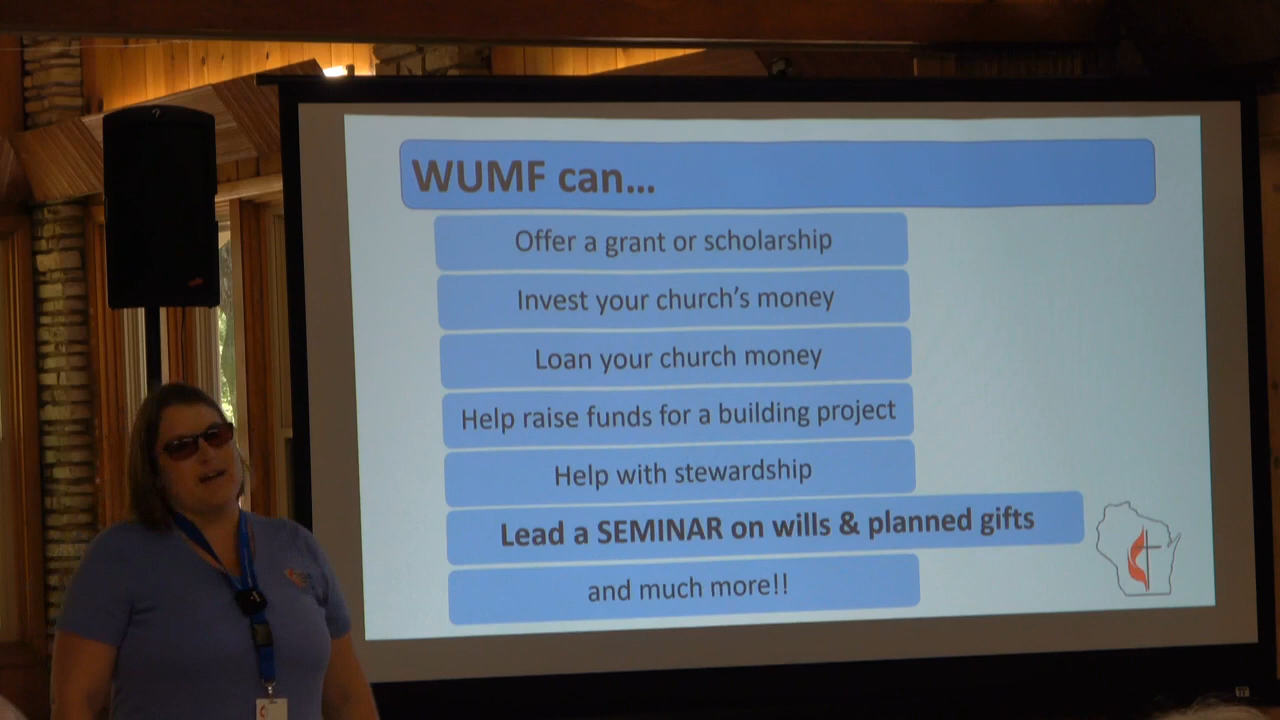 WUMF can...
Offer a grant or scholarship
Invest your church's money
Loan your church money
Help raise funds for a building project
Help with stewardship
Lead a SEMINAR on wills & planned gifts
and much more!!